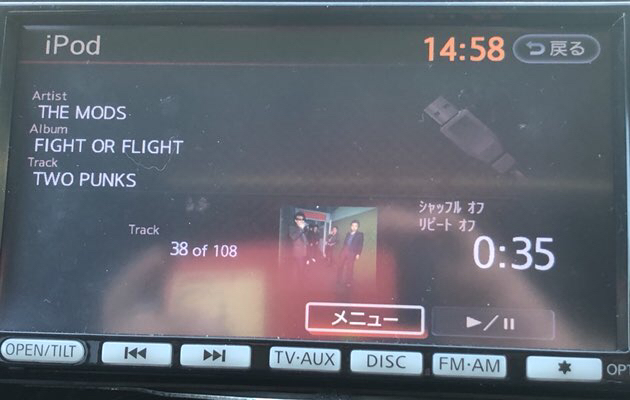 iPod
14:58
戻る
Artist
THE MODS
Album
FIGHT OR FLIGHT
Track
TWO PUNKS
シャッフル オフ
リピート オフ
Track
38 of 108
0:35
メニュー
OPEN/TILT
TV·AUX
DISC
FM·AM
OPT